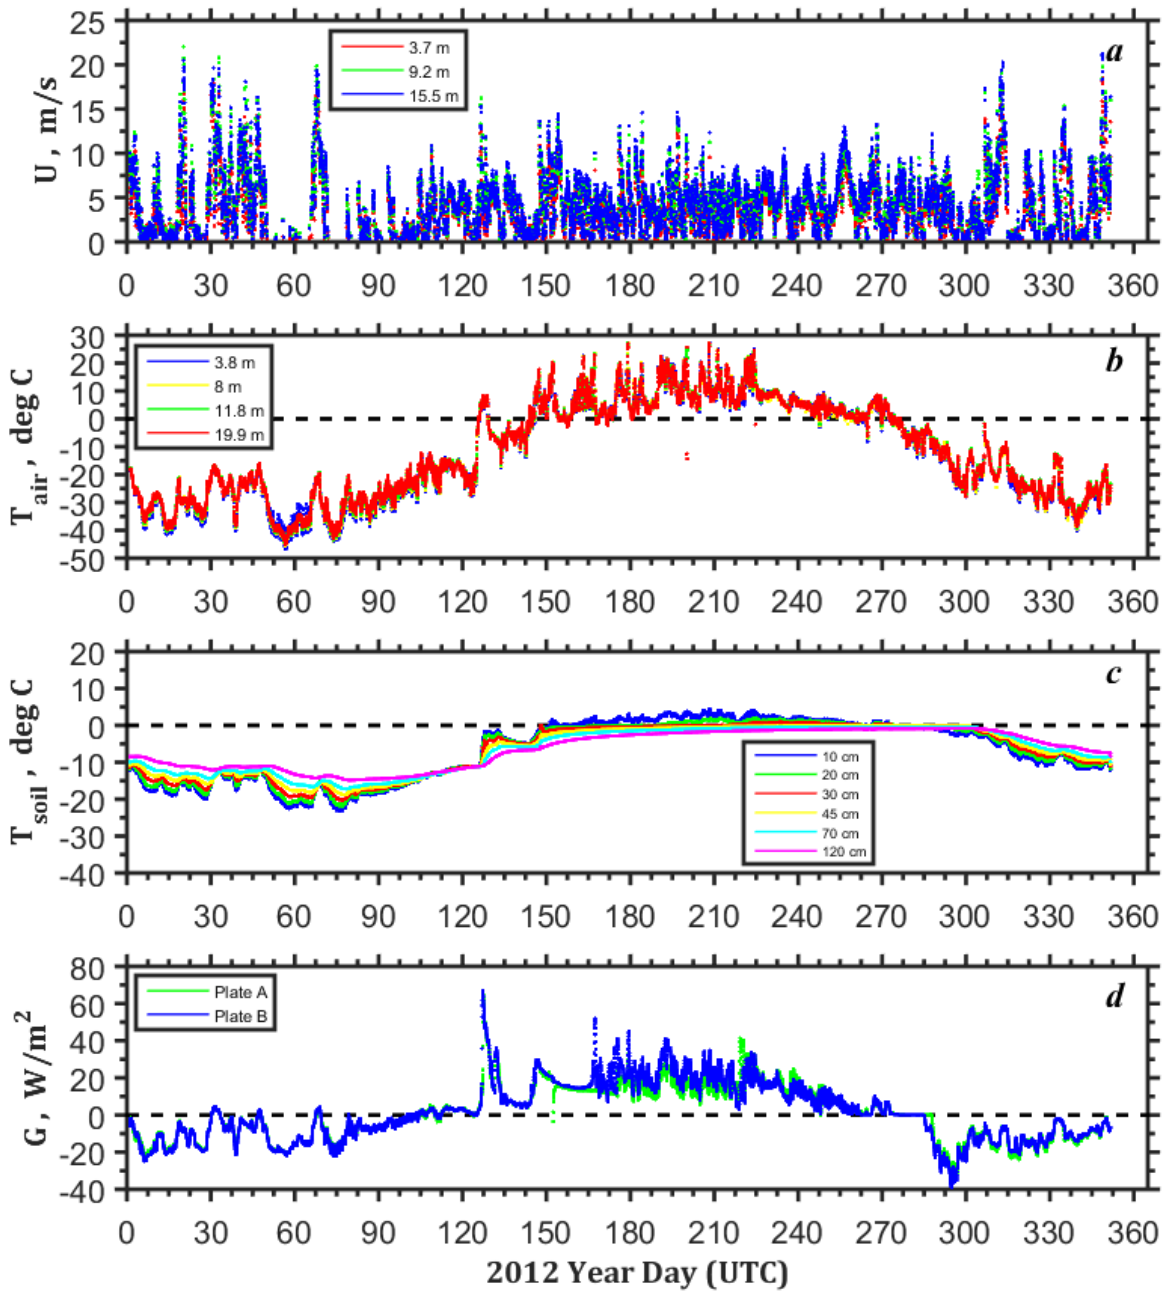 25
20
15
10
5
0
U , m/s
3.7 m
9.2 m
15.5 m
a
0 30 60 90 120 150 180 210 240 270 300 330 360
30
20
10
0
-10
-20
-30
-40
-50
T air , deg C
3.8 m
8 m
11.8 m
19.9 m
b
0 30 60 90 120 150 180 210 240 270 300 330 360
20
10
0
-10
-20
-30
-40
T soil , deg C
c
10 cm
20 cm
30 cm
45 cm
70 cm
120 cm
0 30 60 90 120 150 180 210 240 270 300 330 360
80
60
40
20
0
-20
-40
G , W/m²
Plate A
Plate B
d
0 30 60 90 120 150 180 210 240 270 300 330 360
2012 Year Day (UTC)